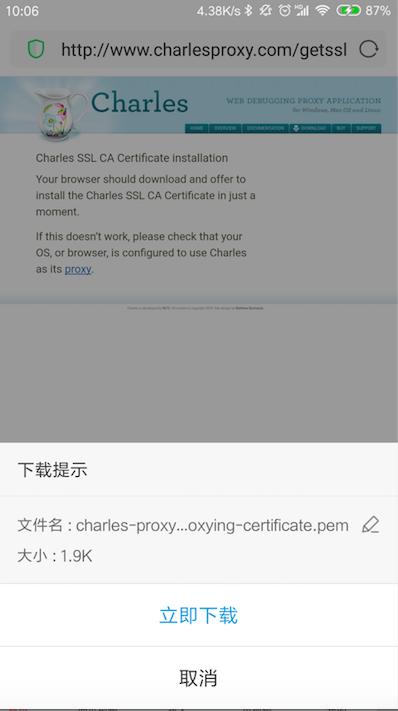 10:06 4.38K/s 87%
http://www.charlesproxy.com/getssl
Charles
WEB DEBUGGING PROXY APPLICATION
for Windows, Mac OS and Linux
HOME OVERVIEW DOCUMENTATION DOWNLOAD BUY SUPPORT
Charles SSL CA Certificate installation
Your browser should download and offer to
install the Charles SSL CA Certificate in just a
moment.
If this doesn't work, please check that your
OS, or browser, is configured to use Charles
as its proxy.
下载提示
文件名 : charles-proxy...oxying-certificate.pem
大小 : 1.9K
立即下载
取消